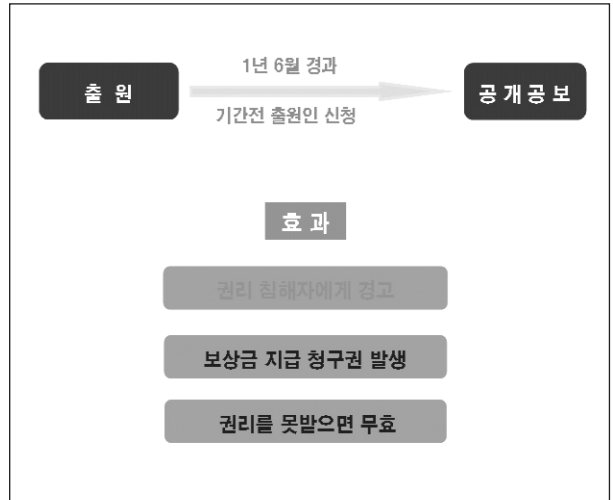 1년 6월 경과
출 원
공개공보
기간전 출원인 신청
효과
권리 침해자에게 경고
보상금 지급 청구권 발생
권리를 못받으면 무효